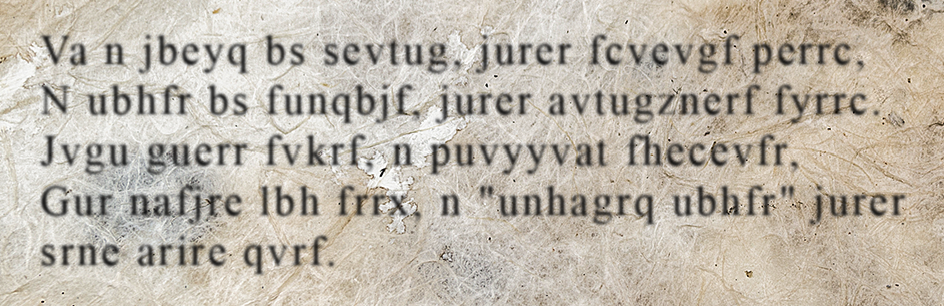 Va n jbeyq bs sevtug, jurer fcvevgf perrc,
N ubhfr bs funqbjf, jurer avtugznerf fyrrc.
Jvgu guerr fvkrf, n puvyyvat fhecevfr,
Gur nafjre lbh frrx, n "unhagrq ubhfr" jurer
srne arire qvrf.